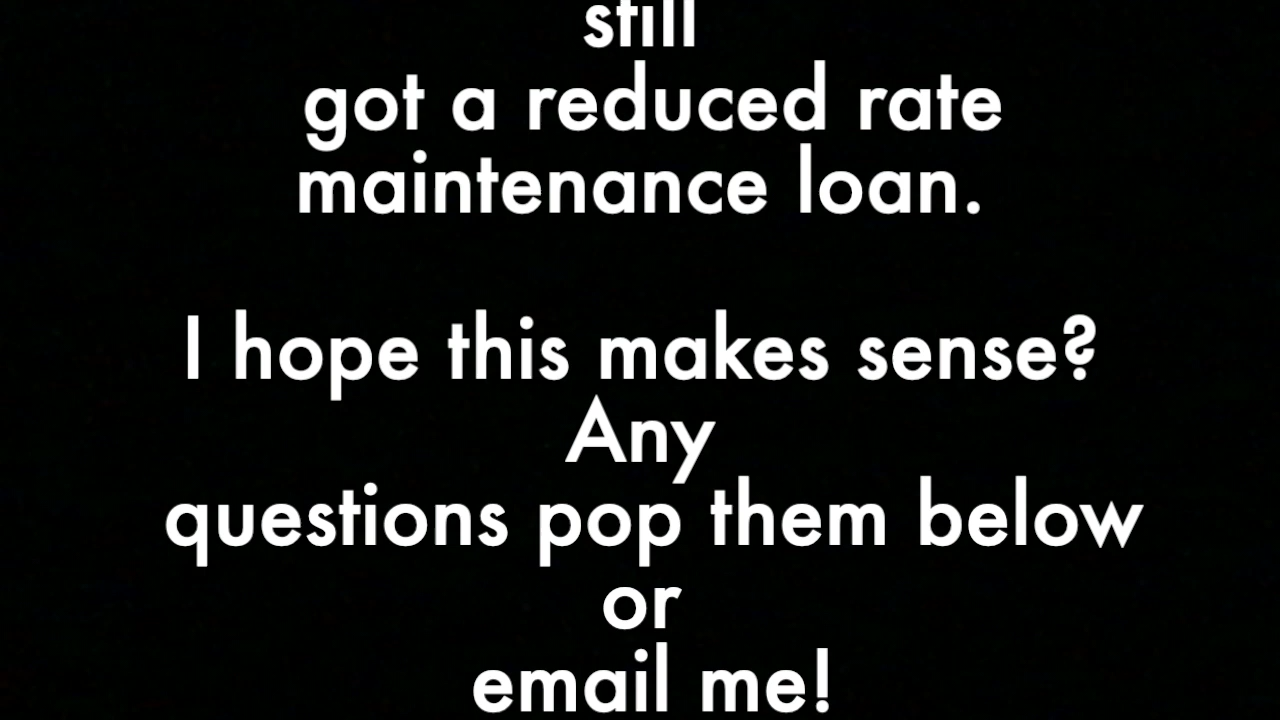 still
got a reduced rate
maintenance loan.
I hope this makes sense?
Any
questions pop them below
or
email me!